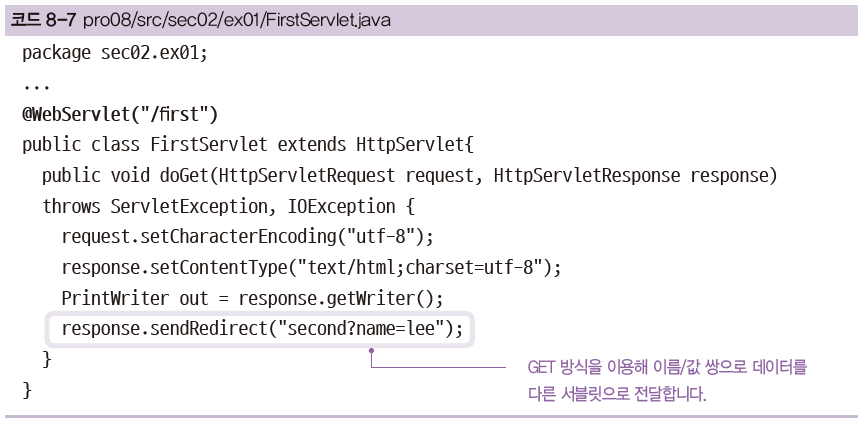 코드 8-7 pro08/src/sec02/ex01/FirstServlet.java
package sec02.ex01;
...
@WebServlet("/first")
public class FirstServlet extends HttpServlet{
public void doGet(HttpServletRequest request, HttpServletResponse response)
throws ServletException, IOException {
request.setCharacterEncoding("utf-8");
response.setContentType("text/html;charset=utf-8");
PrintWriter out = response.getWriter();
response.sendRedirect("second?name=lee");
}
GET 방식을 이용해 이름/값 쌍으로 데이터를
다른 서블릿으로 전달합니다.
}